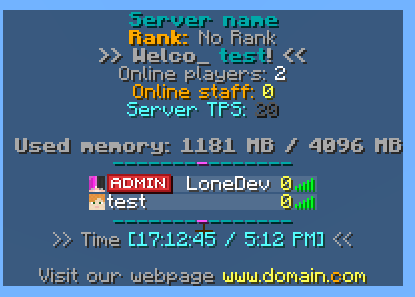 Server name
Rank: No Rank
>> Welco_ test! <<
Online players: 2
Online staff: 0
Server TPS: 20
Used memory: 1181 MB / 4096 MB
ADMIN LoneDev 0
test 0
>> Time [17:12:45 / 5:12 PM] <<
Visit our webpage www.domain.com